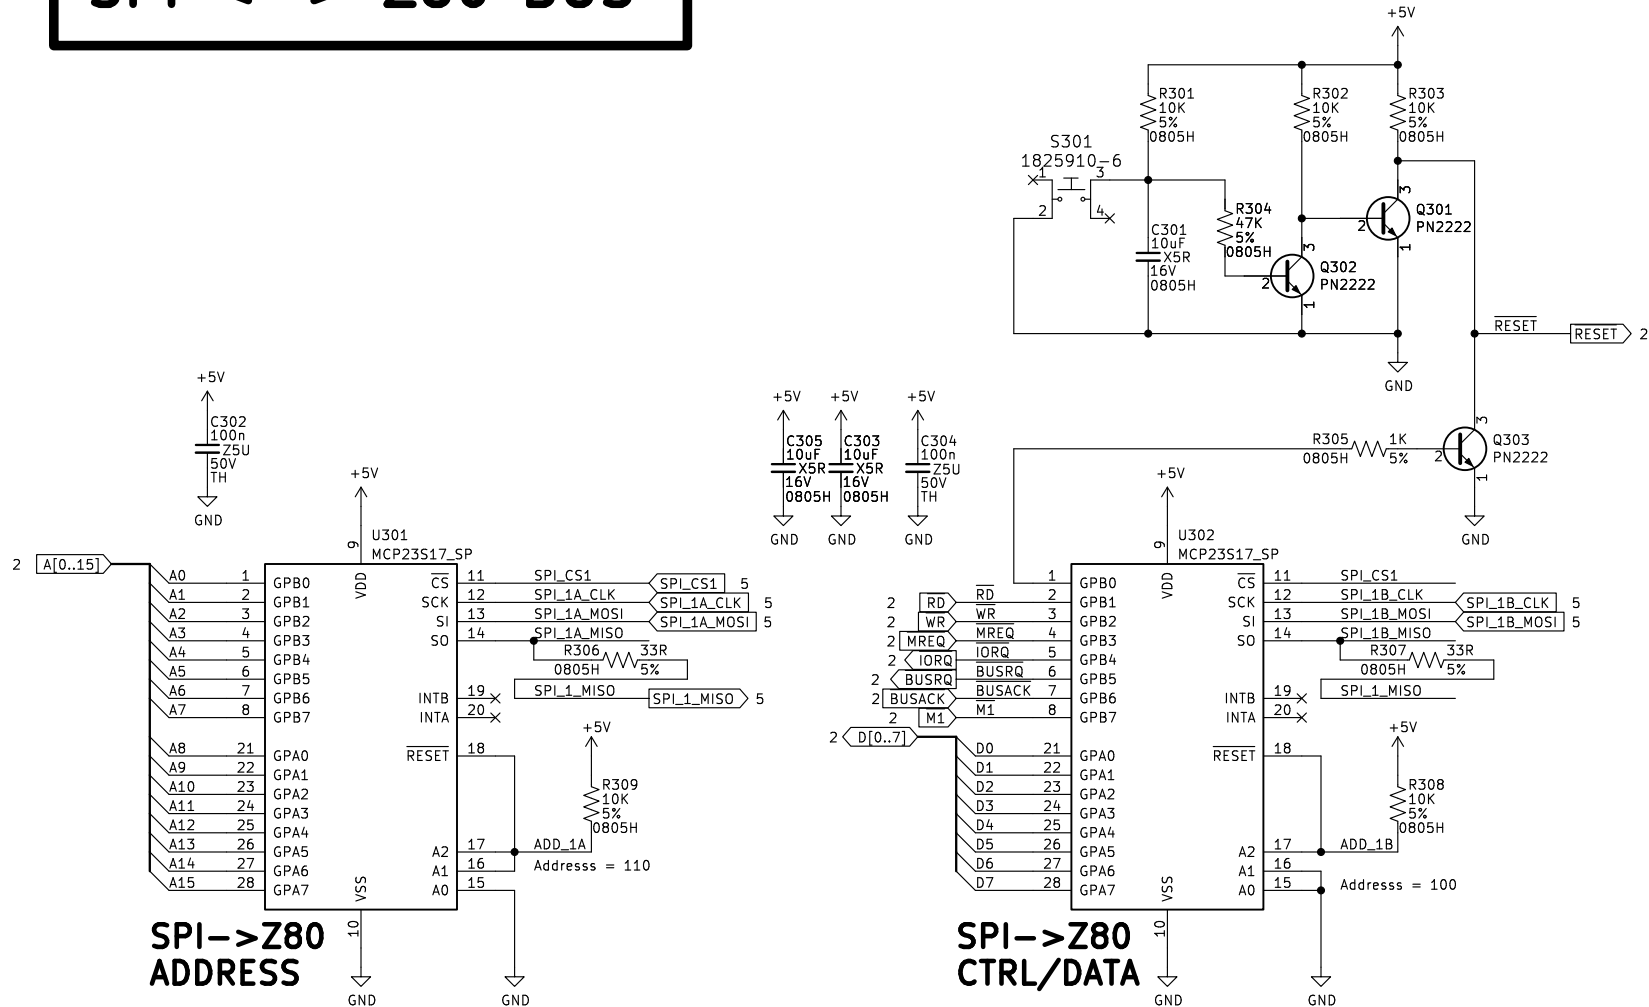 SPI <-> Z80 BUS
+5V
R301
10K
5%
0805H
R302
10K
5%
0805H
R303
10K
5%
0805H
S301
1825910-6
1
3
2
4
C301
10uF
X5R
16V
0805H
R304
47K
5%
0805H
3
2
1
Q302
PN2222
3
2
1
Q301
PN2222
RESET
RESET 2
GND
+5V
C302
100n
Z5U
50V
TH
GND
+5V
C305
10uF
X5R
16V
0805H
GND
+5V
C303
10uF
X5R
16V
0805H
GND
+5V
C304
100n
Z5U
50V
TH
GND
R305
0805H
1K
5%
3
2
1
Q303
PN2222
GND
+5V
9
U301
MCP23S17_SP
VDD
2 A[0..15]
A0 1 GPB0
A1 2 GPB1
A2 3 GPB2
A3 4 GPB3
A4 5 GPB4
A5 6 GPB5
A6 7 GPB6
A7 8 GPB7
A8 21 GPA0
A9 22 GPA1
A10 23 GPA2
A11 24 GPA3
A12 25 GPA4
A13 26 GPA5
A14 27 GPA6
A15 28 GPA7
CS 11 SPI_CS1 SPI_CS1 5
SCK 12 SPI_1A_CLK SPI_1A_CLK 5
SI 13 SPI_1A_MOSI SPI_1A_MOSI 5
SO 14 SPI_1A_MISO
R306 33R
0805H 5%
INTB 19 SPI_1_MISO SPI_1_MISO 5
INTA 20
RESET 18
+5V
R309
10K
5%
0805H
A2 17 ADD_1A
A1 16 Addresss = 110
A0 15
VSS
10
GND
GND
SPI->Z80
ADDRESS
+5V
9
U302
MCP23S17_SP
VDD
1 GPB0
2 RD RD 2 GPB1
2 WR WR 3 GPB2
2 MREQ MREQ 4 GPB3
2 IORQ IORQ 5 GPB4
2 BUSRQ BUSRQ 6 GPB5
2 BUSACK BUSACK 7 GPB6
2 M1 M1 8 GPB7
2 D[0..7]
D0 21 GPA0
D1 22 GPA1
D2 23 GPA2
D3 24 GPA3
D4 25 GPA4
D5 26 GPA5
D6 27 GPA6
D7 28 GPA7
CS 11 SPI_CS1
SCK 12 SPI_1B_CLK SPI_1B_CLK 5
SI 13 SPI_1B_MOSI SPI_1B_MOSI 5
SO 14 SPI_1B_MISO
R307 33R
0805H 5%
INTB 19 SPI_1_MISO
INTA 20
RESET 18
+5V
R308
10K
5%
0805H
A2 17 ADD_1B
A1 16
A0 15 Addresss = 100
VSS
10
GND
GND
SPI->Z80
CTRL/DATA